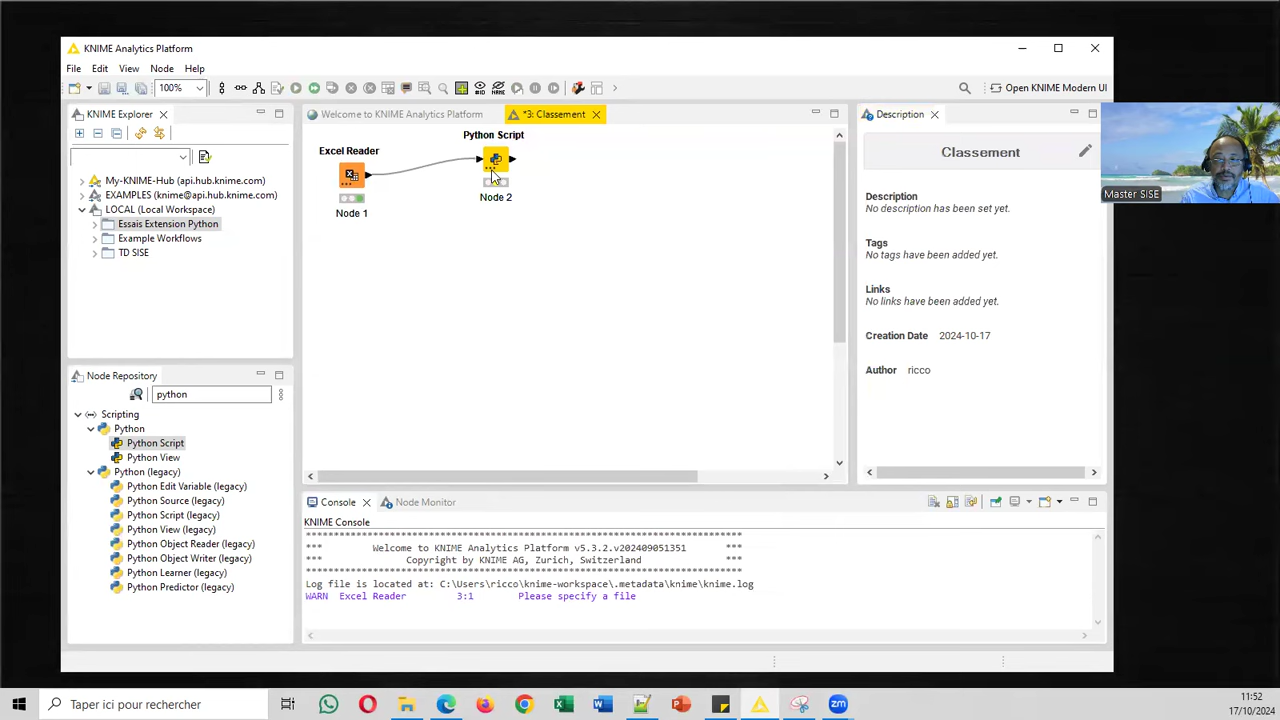 KNIME Analytics Platform
File Edit View Node Help
100%
Open KNIME Modern UI
KNIME Explorer
My-KNIME-Hub (api.hub.knime.com)
EXAMPLES (knime@api.hub.knime.com)
LOCAL (Local Workspace)
Essais Extension Python
Example Workflows
TD SISE
Node Repository
python
Scripting
Python
Python Script
Python View
Python (legacy)
Python Edit Variable (legacy)
Python Source (legacy)
Python Script (legacy)
Python View (legacy)
Python Object Reader (legacy)
Python Object Writer (legacy)
Python Learner (legacy)
Python Predictor (legacy)
Welcome to KNIME Analytics Platform
*3: Classement
Python Script
Excel Reader
Node 2
Node 1
Description
Classement
Description
No description has been set yet.
Tags
No tags have been added yet.
Links
No links have been added yet.
Creation Date 2024-10-17
Author ricco
Master SISE
Console
Node Monitor
KNIME Console
*** Welcome to KNIME Analytics Platform v5.3.2.v202409051351 ***
*** Copyright by KNIME AG, Zurich, Switzerland ***
Log file is located at: C:\Users\ricco\knime-workspace\.metadata\knime\knime.log
WARN Excel Reader 3:1 Please specify a file
Taper ici pour rechercher
11:52
17/10/2024